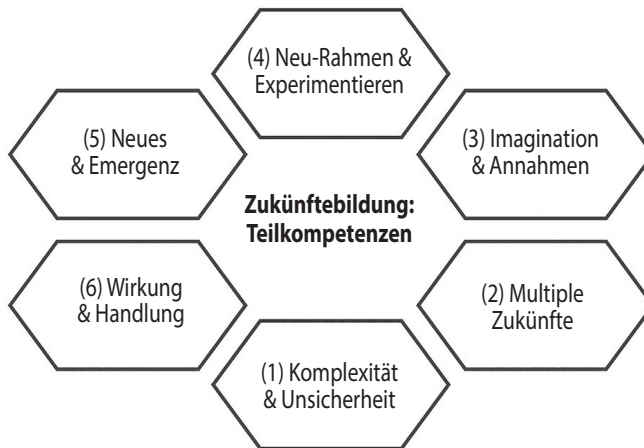 (4) Neu-Rahmen &
Experimentieren
(5) Neues
& Emergenz
(3) Imagination
& Annahmen
Zukünftebildung:
Teilkompetenzen
(6) Wirkung
& Handlung
(2) Multiple
Zukünfte
(1) Komplexität
& Unsicherheit